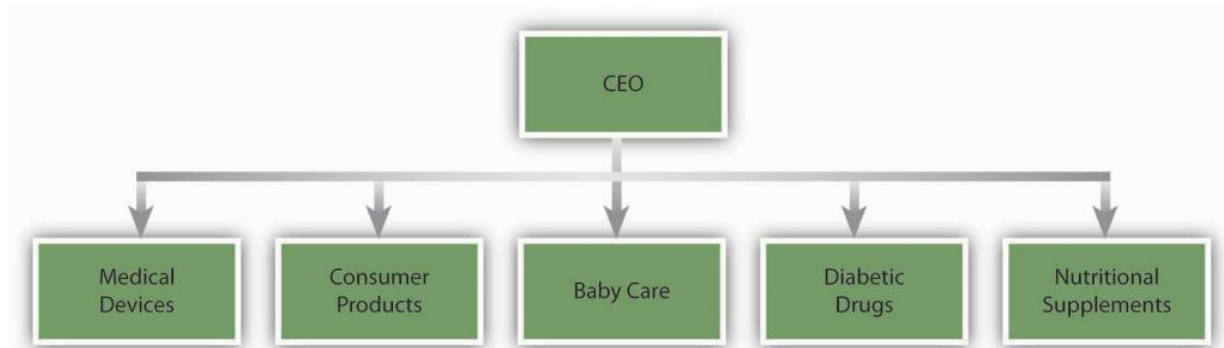 CEO
Medical
Devices
Consumer
Products
Baby Care
Diabetic
Drugs
Nutritional
Supplements